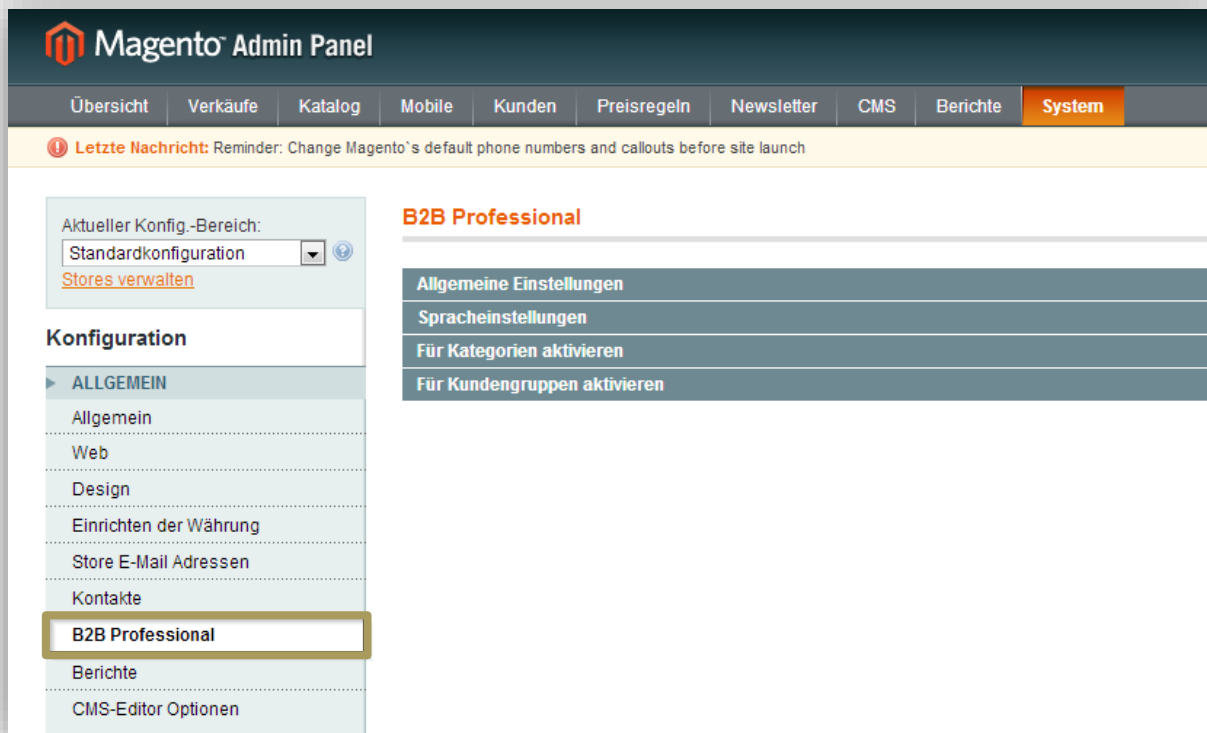 Magento™ Admin Panel
Übersicht Verkäufe Katalog Mobile Kunden Preisregeln Newsletter CMS Berichte System
Letzte Nachricht: Reminder: Change Magento`s default phone numbers and callouts before site launch
Aktueller Konfig.-Bereich:
Standardkonfiguration
Stores verwalten
Konfiguration
ALLGEMEIN
Allgemein
Web
Design
Einrichten der Währung
Store E-Mail Adressen
Kontakte
B2B Professional
Berichte
CMS-Editor Optionen
B2B Professional
Allgemeine Einstellungen
Spracheinstellungen
Für Kategorien aktivieren
Für Kundengruppen aktivieren